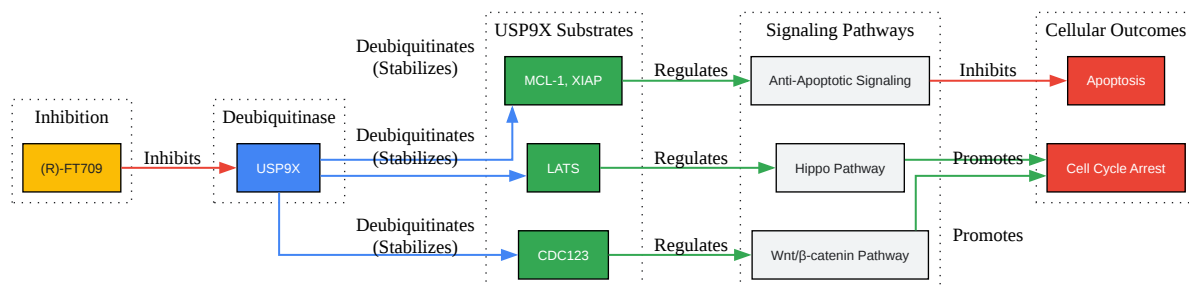 USP9X Substrates
Signaling Pathways
Cellular Outcomes
Deubiquitinates
(Stabilizes)
MCL-1, XIAP
Regulates
Anti-Apoptotic Signaling
Inhibits
Apoptosis
Inhibition
Deubiquitinase
(R)-FT709
Inhibits
USP9X
Deubiquitinates
(Stabilizes)
LATS
Regulates
Hippo Pathway
Promotes
Cell Cycle Arrest
Deubiquitinates
(Stabilizes)
CDC123
Regulates
Wnt/β-catenin Pathway
Promotes